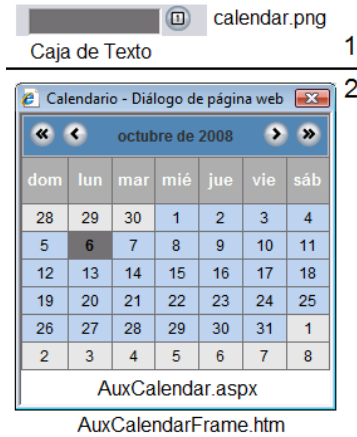 1 calendar.png
Caja de Texto 1
2
Calendario - Diálogo de página web
octubre de 2008
dom lun mar mié jue vie sáb
28 29 30 1 2 3 4
5 6 7 8 9 10 11
12 13 14 15 16 17 18
19 20 21 22 23 24 25
26 27 28 29 30 31 1
2 3 4 5 6 7 8
AuxCalendar.aspx
AuxCalendarFrame.htm